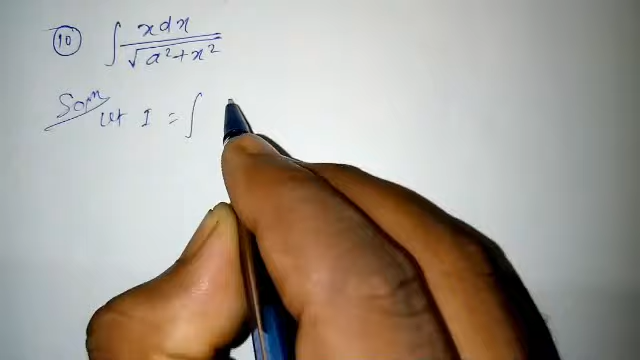 10 ∫ x dx / √a²+x²
Soln let I = ∫